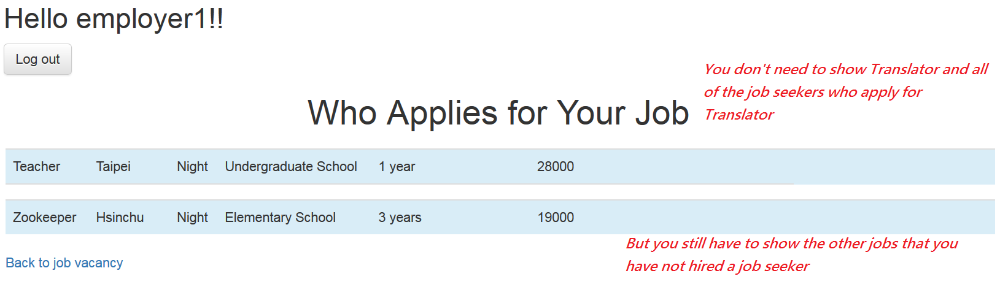 Hello employer1!!
Log out
You don't need to show Translator and all
of the job seekers who apply for
Translator
Who Applies for Your Job
Teacher Taipei Night Undergraduate School 1 year 28000
Zookeeper Hsinchu Night Elementary School 3 years 19000
But you still have to show the other jobs that you
have not hired a job seeker
Back to job vacancy